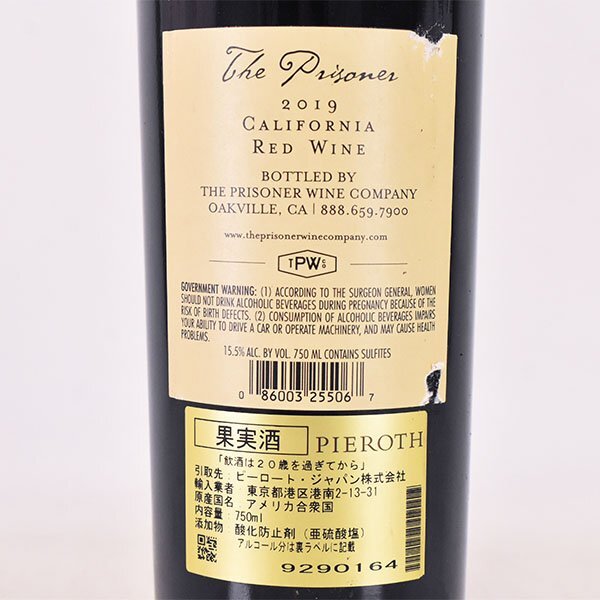 The Prisoner
2019
CALIFORNIA
RED WINE
BOTTLED BY
THE PRISONER WINE COMPANY
OAKVILLE, CA | 888.659.7900
www.theprisonerwinecompany.com
TPWCo
GOVERNMENT WARNING: (1) ACCORDING TO THE SURGEON GENERAL, WOMEN
SHOULD NOT DRINK ALCOHOLIC BEVERAGES DURING PREGNANCY BECAUSE OF THE
RISK OF BIRTH DEFECTS. (2) CONSUMPTION OF ALCOHOLIC BEVERAGES IMPAIRS
YOUR ABILITY TO DRIVE A CAR OR OPERATE MACHINERY, AND MAY CAUSE HEALTH
PROBLEMS.
15.5% ALC. BY VOL. 750 ML CONTAINS SULFITES
0 86003 25506 7
果実酒 PIEROTH
「飲酒は20歳を過ぎてから」
引取先：ピーロート・ジャパン株式会社
輸入業者：東京都港区港南2-13-31
原産国名：アメリカ合衆国
内容量：750ml
添加物：酸化防止剤（亜硫酸塩）
アルコール分は裏ラベルに記載
9290164